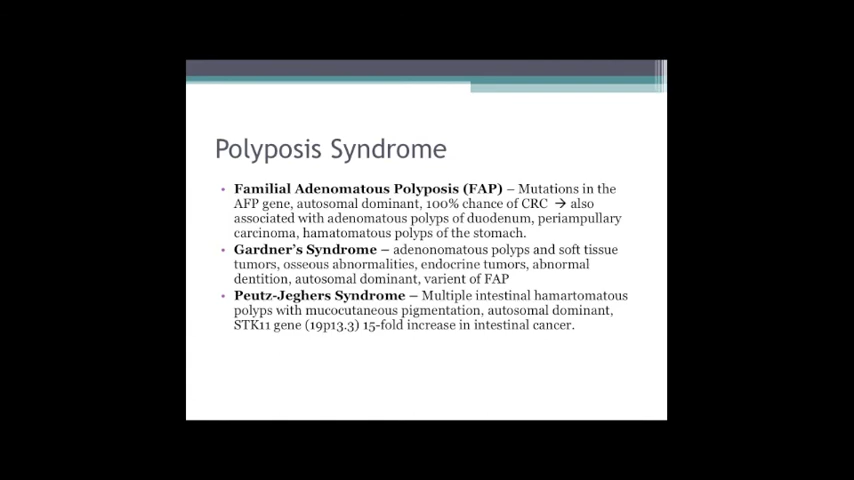 Polyposis Syndrome
• Familial Adenomatous Polyposis (FAP) – Mutations in the
AFP gene, autosomal dominant, 100% chance of CRC → also
associated with adenomatous polyps of duodenum, periampullary
carcinoma, hamatomatous polyps of the stomach.
• Gardner's Syndrome – adenonomatous polyps and soft tissue
tumors, osseous abnormalities, endocrine tumors, abnormal
dentition, autosomal dominant, varient of FAP
• Peutz-Jeghers Syndrome – Multiple intestinal hamartomatous
polyps with mucocutaneous pigmentation, autosomal dominant,
STK11 gene (19p13.3) 15-fold increase in intestinal cancer.